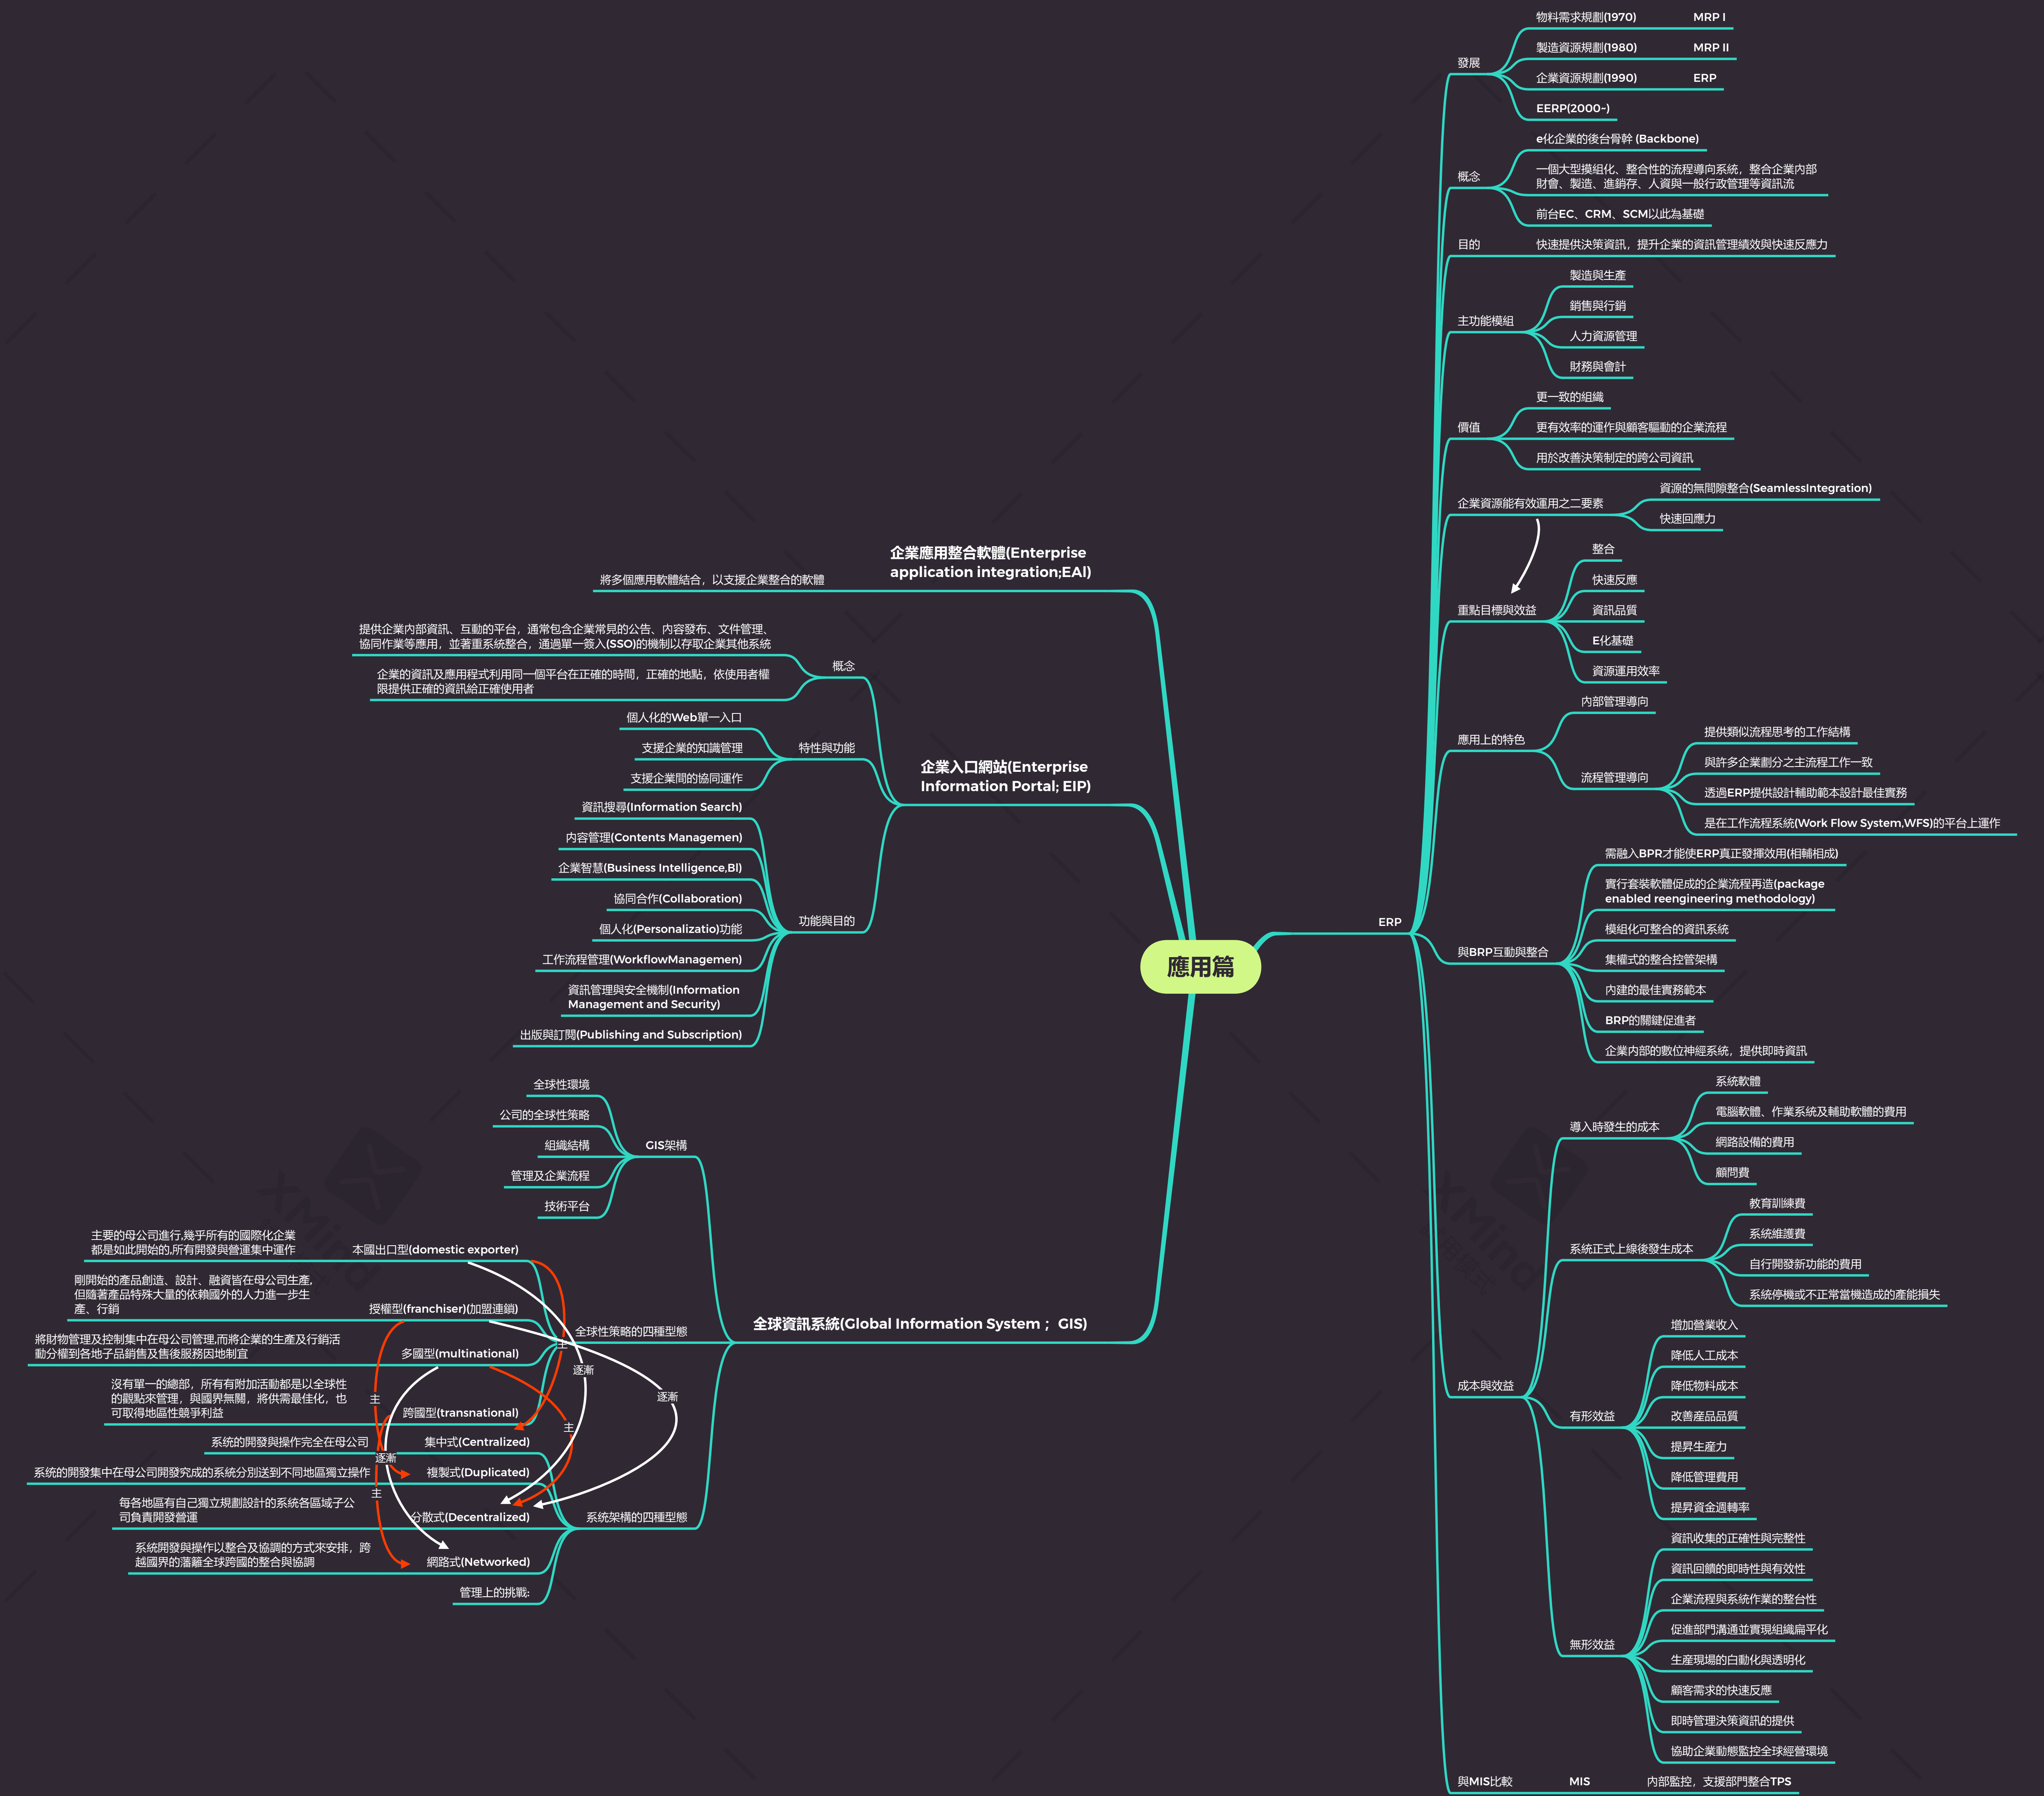 應用篇
ERP
發展
物料需求規劃(1970)
MRP I
製造資源規劃(1980)
MRP II
企業資源規劃(1990)
ERP
EERP(2000~)
概念
e化企業的後台骨幹 (Backbone)
一個大型摸組化、整合性的流程導向系統，整合企業內部
財會、製造、進銷存、人資與一般行政管理等資訊流
前台EC、CRM、SCM以此為基礎
目的
快速提供決策資訊，提升企業的資訊管理績效與快速反應力
主功能模組
製造與生產
銷售與行銷
人力資源管理
財務與會計
價值
更一致的組織
更有效率的運作與顧客驅動的企業流程
用於改善決策制定的跨公司資訊
企業資源能有效運用之二要素
資源的無間隙整合(SeamlessIntegration)
快速回應力
重點目標與效益
整合
快速反應
資訊品質
E化基礎
資源運用效率
應用上的特色
內部管理導向
流程管理導向
提供類似流程思考的工作結構
與許多企業劃分之主流程工作一致
透過ERP提供設計輔助範本設計最佳實務
是在工作流程系統(Work Flow System,WFS)的平台上運作
與BRP互動與整合
需融入BPR才能使ERP真正發揮效用(相輔相成)
實行套裝軟體促成的企業流程再造(package
enabled reengineering methodology)
模組化可整合的資訊系統
集權式的整合控管架構
內建的最佳實務範本
BRP的關鍵促進者
企業內部的數位神經系統，提供即時資訊
成本與效益
導入時發生的成本
系統軟體
電腦軟體、作業系統及輔助軟體的費用
網路設備的費用
顧問費
系統正式上線後發生成本
教育訓練費
系統維護費
自行開發新功能的費用
系統停機或不正常當機造成的產能損失
有形效益
增加營業收入
降低人工成本
降低物料成本
改善産品品質
提昇生産力
降低管理費用
提昇資金週轉率
無形效益
資訊收集的正確性與完整性
資訊回饋的即時性與有效性
企業流程與系統作業的整台性
促進部門溝通並實現組織扁平化
生産現場的白動化與透明化
顧客需求的快速反應
即時管理決策資訊的提供
協助企業動態監控全球經營環境
與MIS比較
MIS
內部監控，支援部門整合TPS
企業應用整合軟體(Enterprise
application integration;EAI)
將多個應用軟體結合，以支援企業整合的軟體
企業入口網站(Enterprise
Information Portal; EIP)
概念
提供企業內部資訊、互動的平台，通常包含企業常見的公告、內容發布、文件管理、
協同作業等應用，並著重系統整合，通過單一簽入(SSO)的機制以存取企業其他系統
企業的資訊及應用程式利用同一個平台在正確的時間，正確的地點，依使用者權
限提供正確的資訊給正確使用者
特性與功能
個人化的Web單一入口
支援企業的知識管理
支援企業間的協同運作
功能與目的
資訊搜尋(Information Search)
内容管理(Contents Managemen)
企業智慧(Business Intelligence,BI)
協同合作(Collaboration)
個人化(Personalizatio)功能
工作流程管理(WorkflowManagemen)
資訊管理與安全機制(Information
Management and Security)
出版與訂閱(Publishing and Subscription)
全球資訊系統(Global Information System ；GIS)
GIS架構
全球性環境
公司的全球性策略
組織結構
管理及企業流程
技術平台
全球性策略的四種型態
本國出口型(domestic exporter)
主要的母公司進行,幾乎所有的國際化企業
都是如此開始的,所有開發與營運集中運作
授權型(franchiser)(加盟連鎖)
剛開始的產品創造、設計、融資皆在母公司生產,
但隨著產品特殊大量的依賴國外的人力進一步生
產、行銷
多國型(multinational)
將財物管理及控制集中在母公司管理,而將企業的生產及行銷活
動分權到各地子品銷售及售後服務因地制宜
跨國型(transnational)
沒有單一的總部，所有有附加活動都是以全球性
的觀點來管理，與國界無關，將供需最佳化，也
可取得地區性競爭利益
系統架構的四種型態
集中式(Centralized)
系統的開發與操作完全在母公司
複製式(Duplicated)
系統的開發集中在母公司開發究成的系統分別送到不同地區獨立操作
分散式(Decentralized)
每各地區有自己獨立規劃設計的系統各區域子公
司負責開發營運
網路式(Networked)
系統開發與操作以整合及協調的方式來安排，跨
越國界的藩籬全球跨國的整合與協調
管理上的挑戰:
主
逐漸
逐漸
主
主
逐漸
主
XMind
XMind